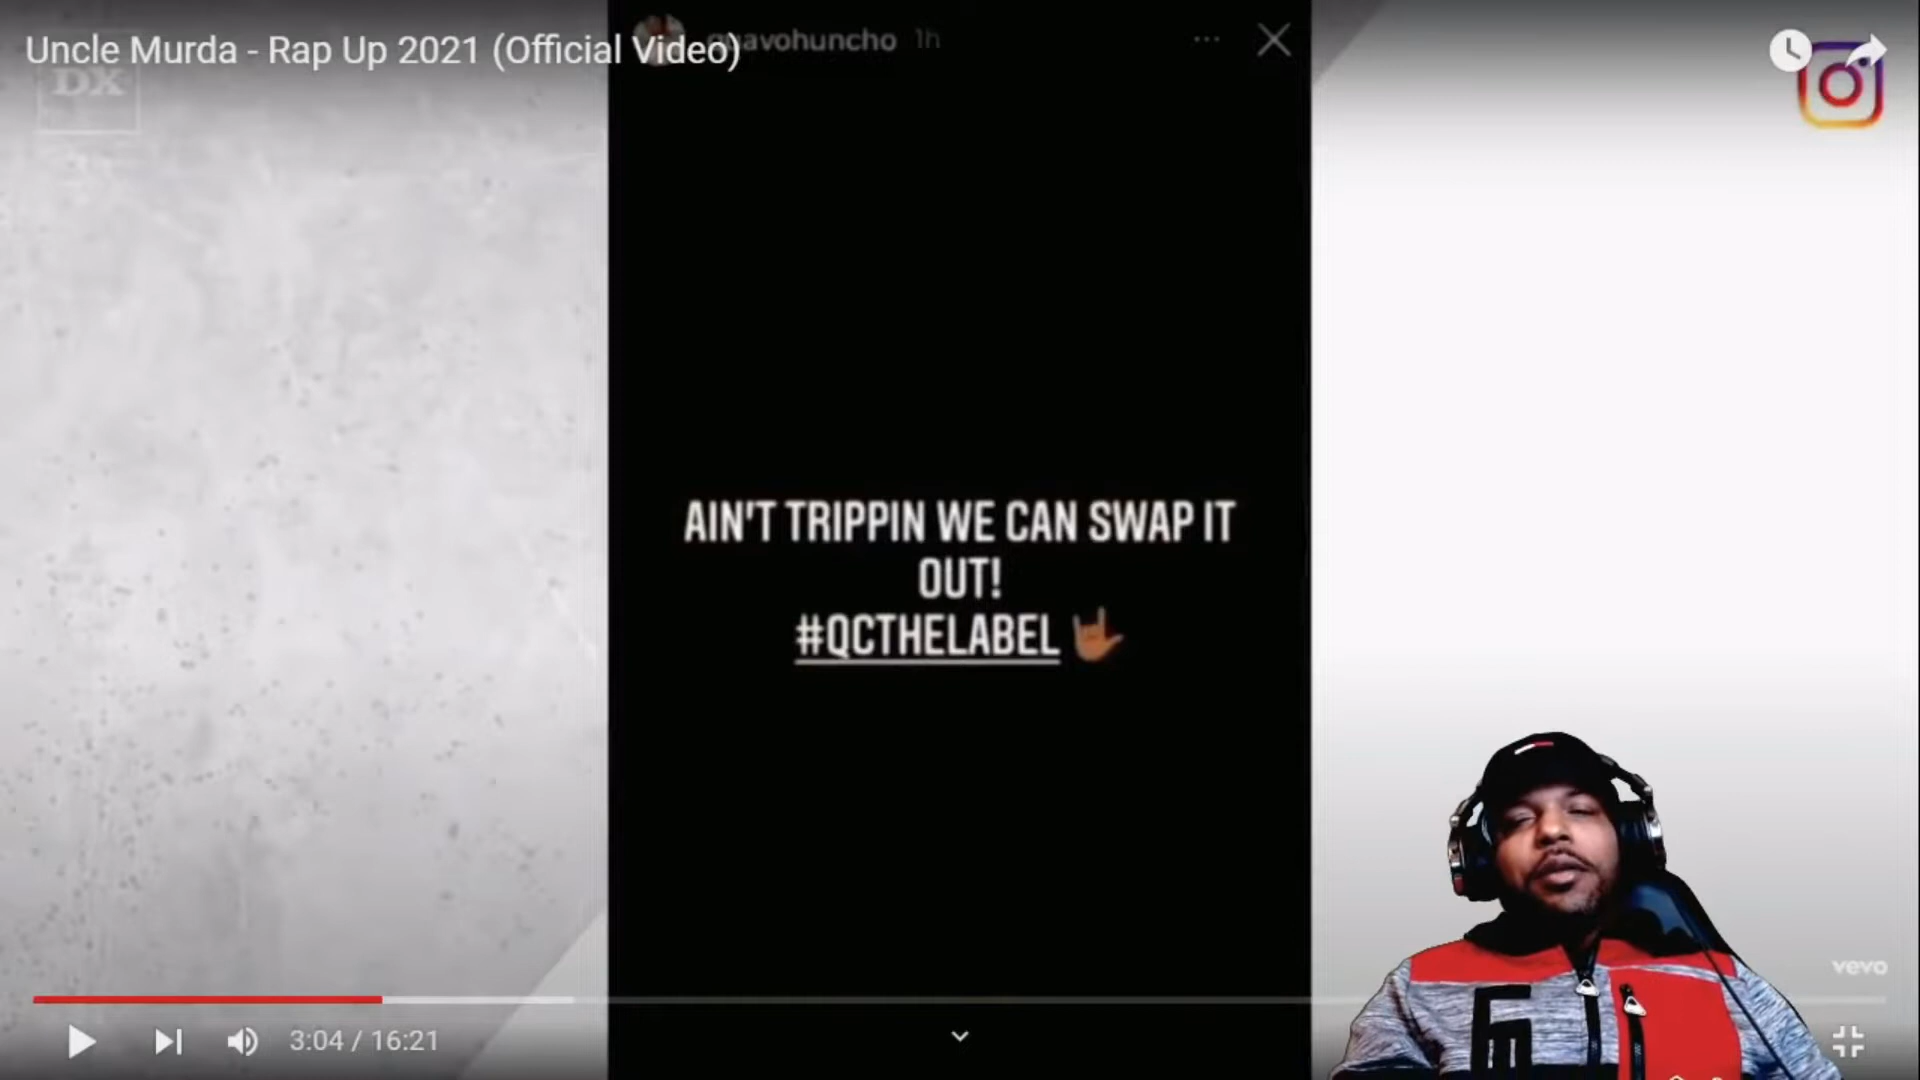 Uncle Murda - Rap Up 2021 (Official Video)
1h
DX
AIN'T TRIPPIN WE CAN SWAP IT
OUT!
#QCTHELABEL 🤟🏾
vevo
3:04 / 16:21